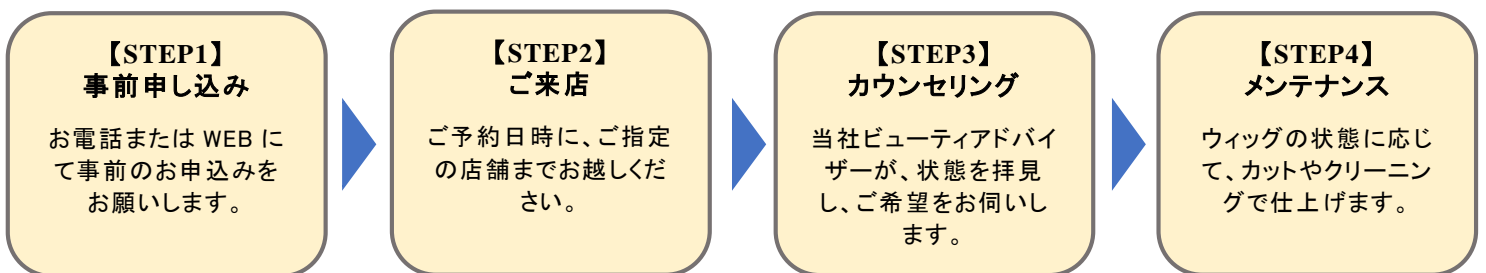 【STEP1】
事前申し込み
お電話または WEB に
て事前のお申込みを
お願いします。
【STEP2】
ご来店
ご予約日時に、ご指定
の店舗までお越しくだ
さい。
【STEP3】
カウンセリング
当社ビューティアドバイ
ザーが、状態を拝見
し、ご希望をお伺いし
ます。
【STEP4】
メンテナンス
ウィッグの状態に応じ
て、カットやクリーニン
グで仕上げます。